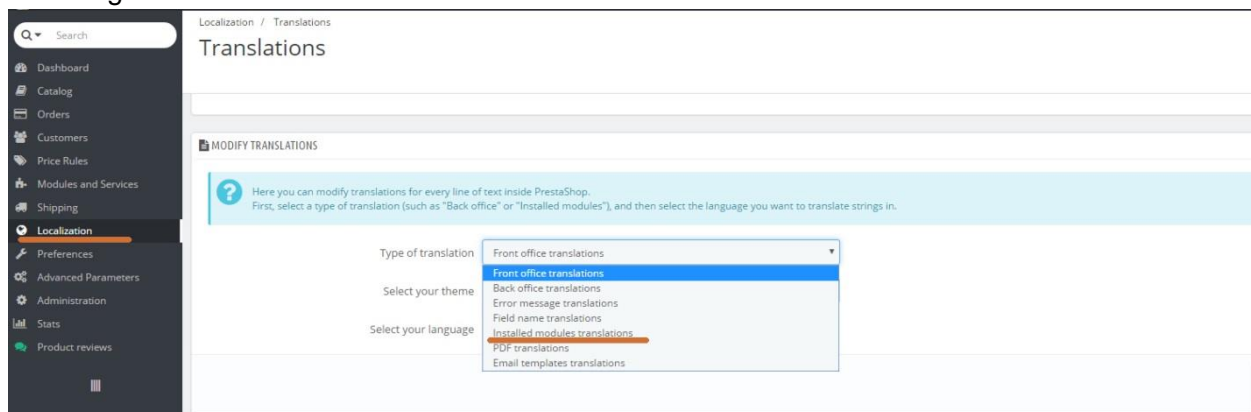 Search
Dashboard
Catalog
Orders
Customers
Price Rules
Modules and Services
Shipping
Localization
Preferences
Advanced Parameters
Administration
Stats
Product reviews
Localization / Translations
Translations
MODIFY TRANSLATIONS
Here you can modify translations for every line of text inside PrestaShop.
First, select a type of translation (such as "Back office" or "Installed modules"), and then select the language you want to translate strings in.
Type of translation
Front office translations
Front office translations
Back office translations
Error message translations
Field name translations
Installed modules translations
PDF translations
Email templates translations
Select your theme
Select your language